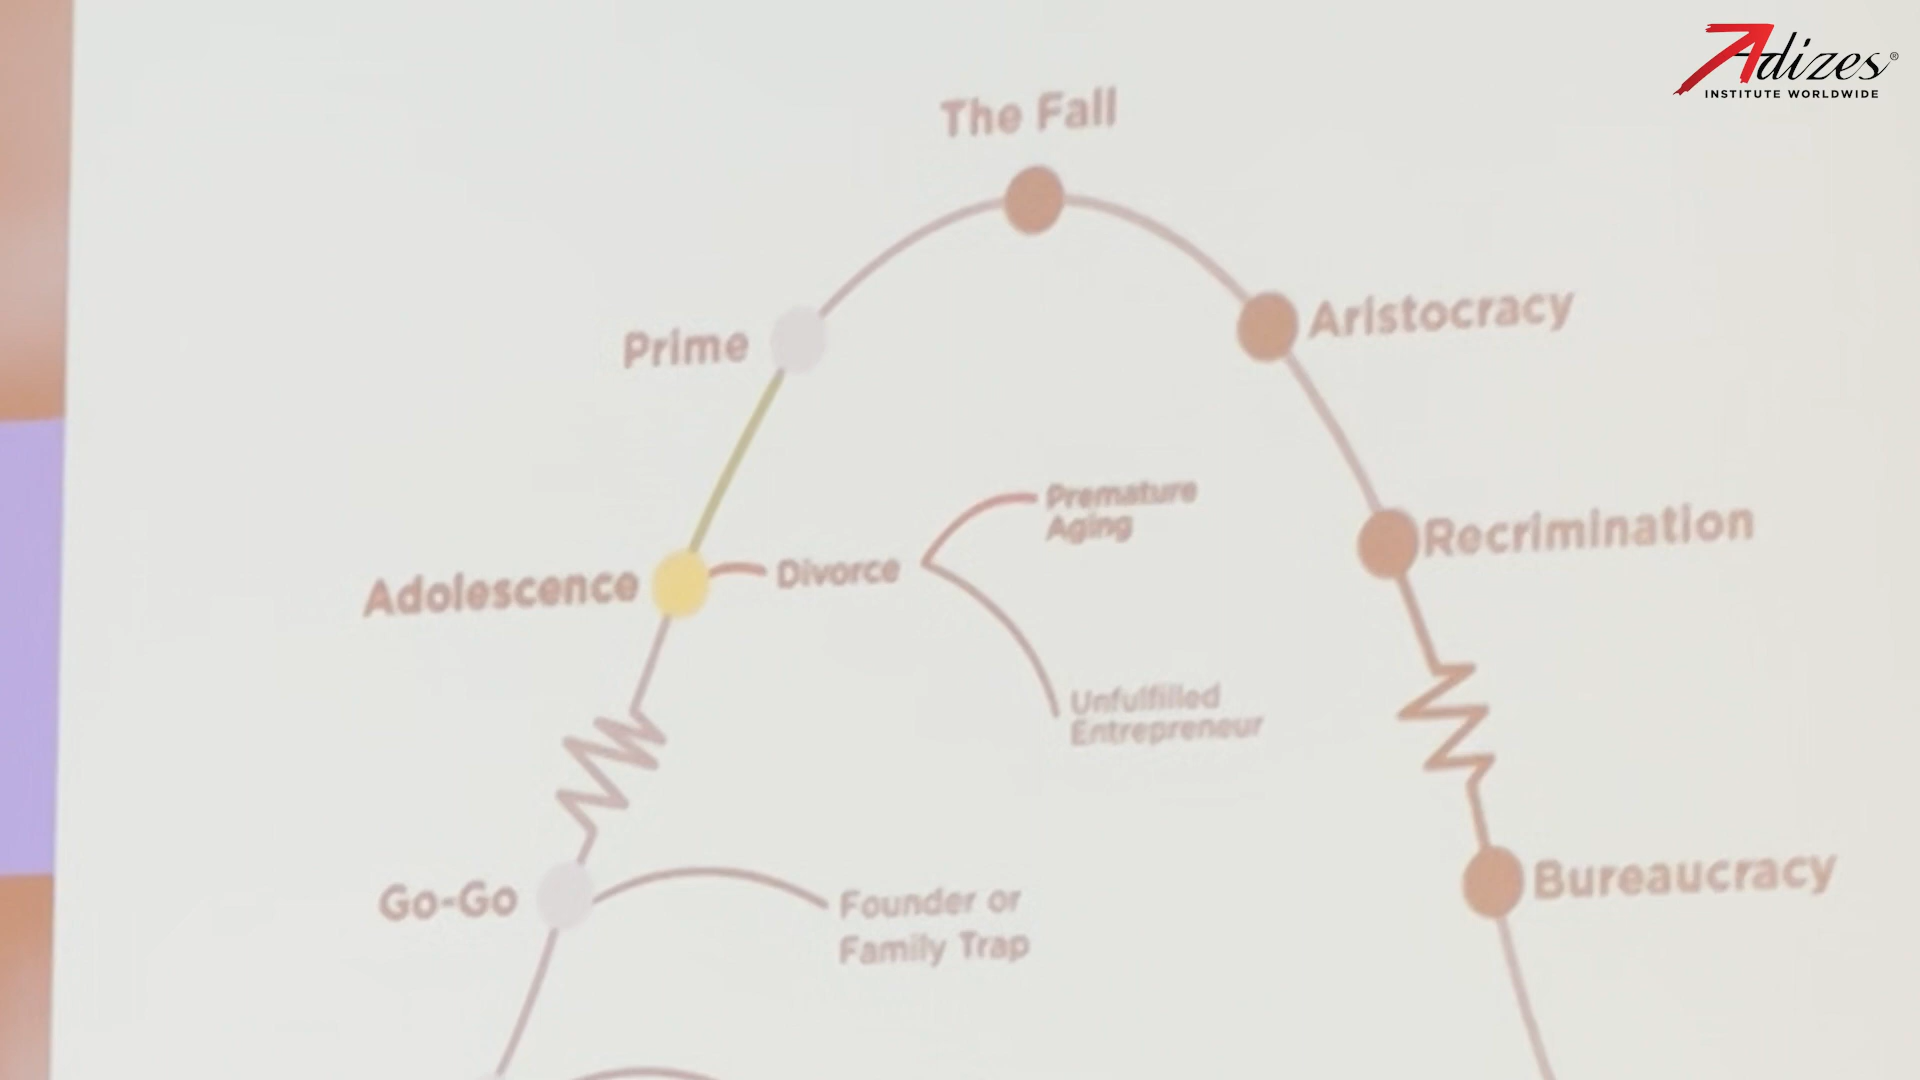 Adizes®
INSTITUTE WORLDWIDE
The Fall
Prime
Aristocracy
Premature
Aging
Recrimination
Adolescence
Divorce
Unfulfilled
Entrepreneur
Go-Go
Founder or
Family Trap
Bureaucracy